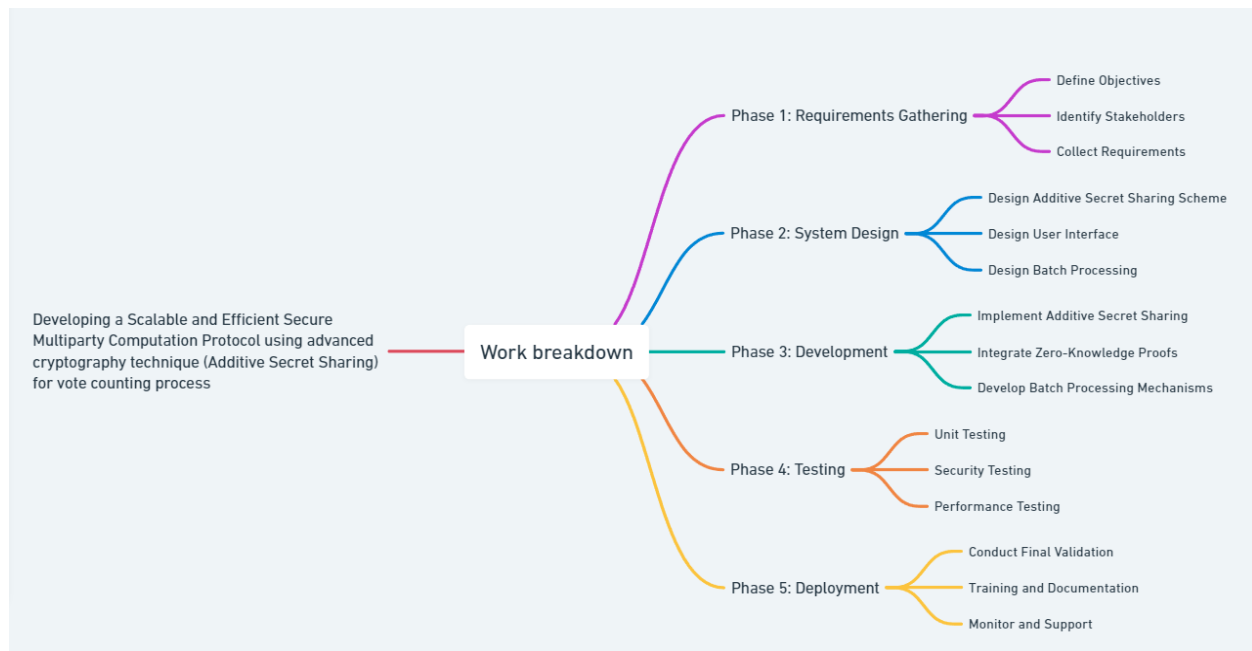 Developing a Scalable and Efficient Secure
Multiparty Computation Protocol using advanced
cryptography technique (Additive Secret Sharing)
for vote counting process
Work breakdown
Phase 1: Requirements Gathering
Define Objectives
Identify Stakeholders
Collect Requirements
Phase 2: System Design
Design Additive Secret Sharing Scheme
Design User Interface
Design Batch Processing
Phase 3: Development
Implement Additive Secret Sharing
Integrate Zero-Knowledge Proofs
Develop Batch Processing Mechanisms
Phase 4: Testing
Unit Testing
Security Testing
Performance Testing
Phase 5: Deployment
Conduct Final Validation
Training and Documentation
Monitor and Support